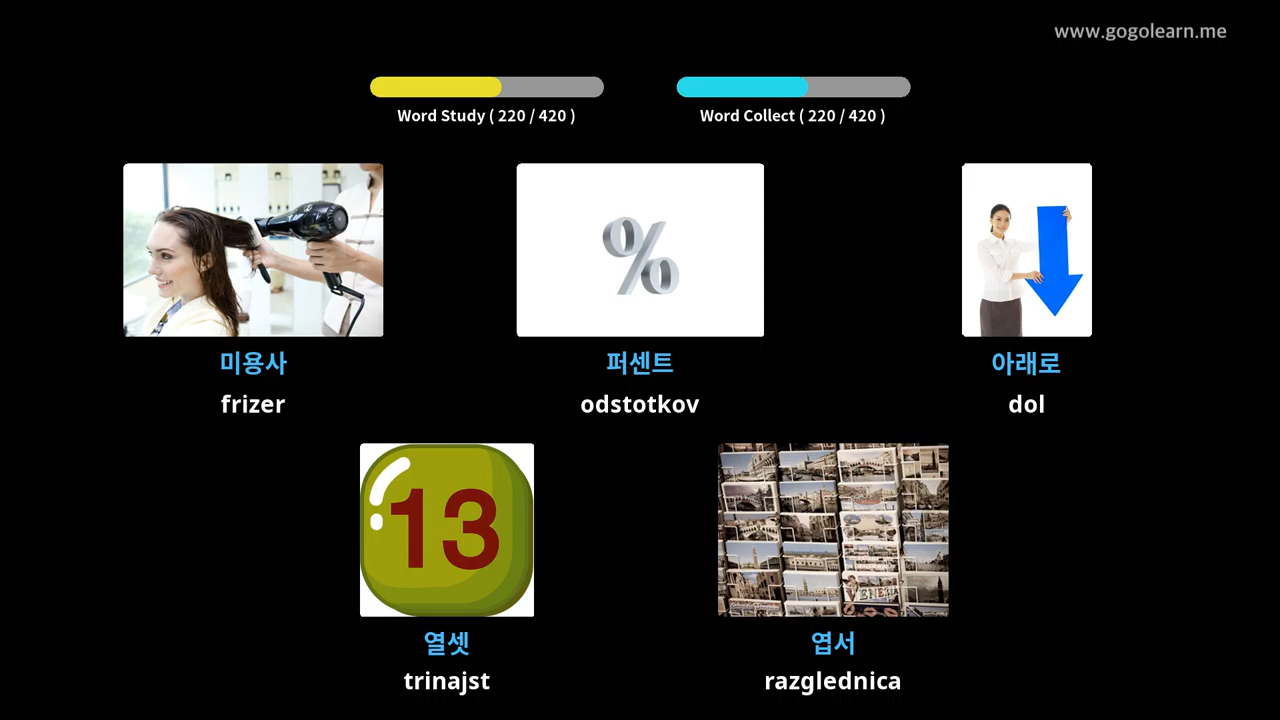 www.gogolearn.me
Word Study ( 220 / 420 )
Word Collect ( 220 / 420 )
%
미용사
퍼센트
아래로
frizer
odstotkov
dol
13
VENEZIA
열셋
엽서
trinajst
razglednica